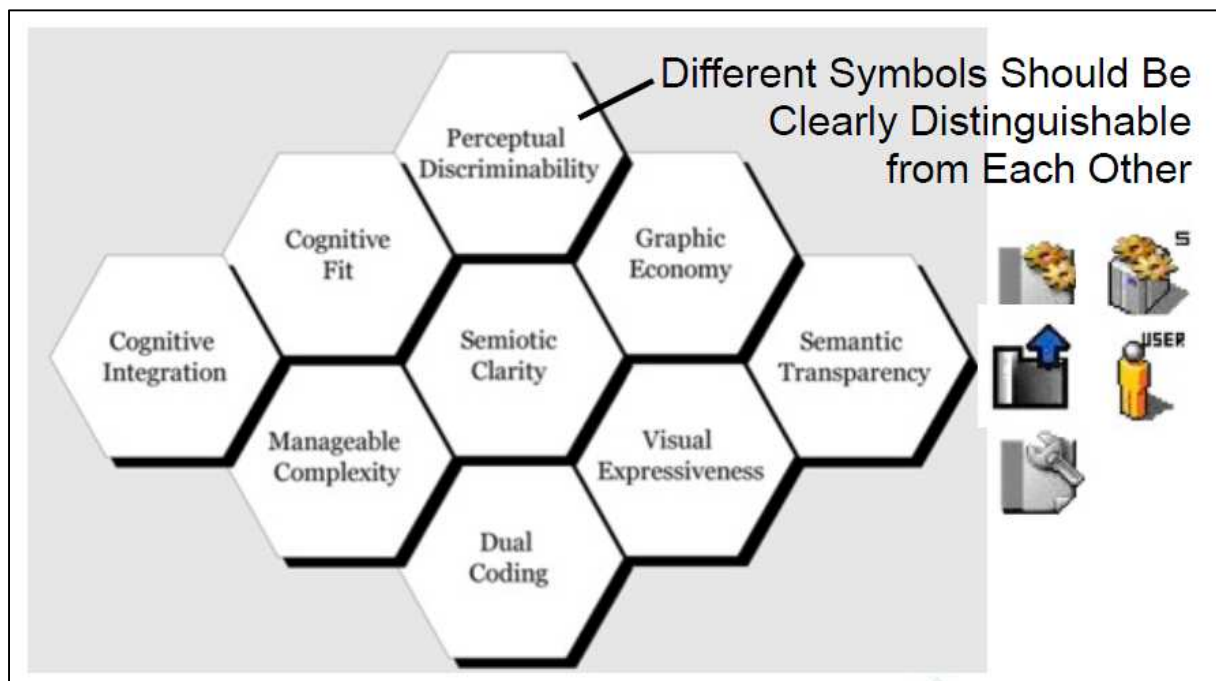 Different Symbols Should Be
Clearly Distinguishable
from Each Other
Perceptual
Discriminability
Cognitive
Fit
Graphic
Economy
Cognitive
Integration
Semiotic
Clarity
Semantic
Transparency
Manageable
Complexity
Visual
Expressiveness
Dual
Coding
S
USER